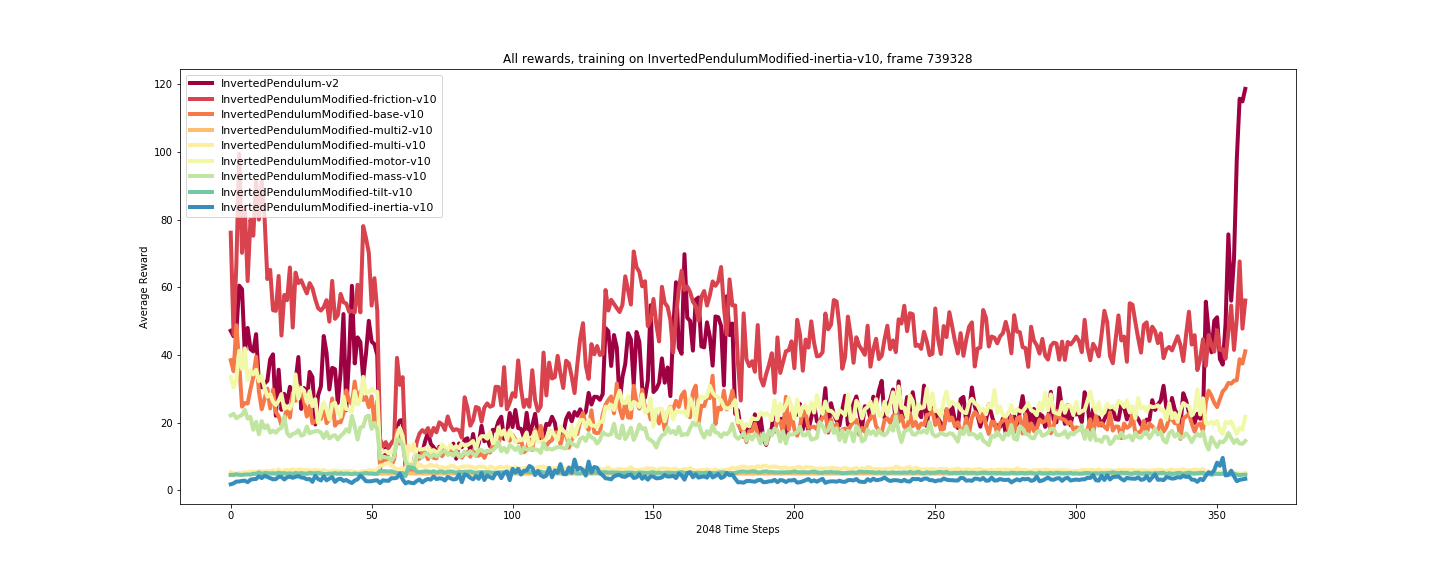 All rewards, training on InvertedPendulumModified-inertia-v10, frame 739328
InvertedPendulum-v2
InvertedPendulumModified-friction-v10
InvertedPendulumModified-base-v10
InvertedPendulumModified-multi2-v10
InvertedPendulumModified-multi-v10
InvertedPendulumModified-motor-v10
InvertedPendulumModified-mass-v10
InvertedPendulumModified-tilt-v10
InvertedPendulumModified-inertia-v10
Average Reward
120
100
80
60
40
20
0
0 50 100 150 200 250 300 350
2048 Time Steps